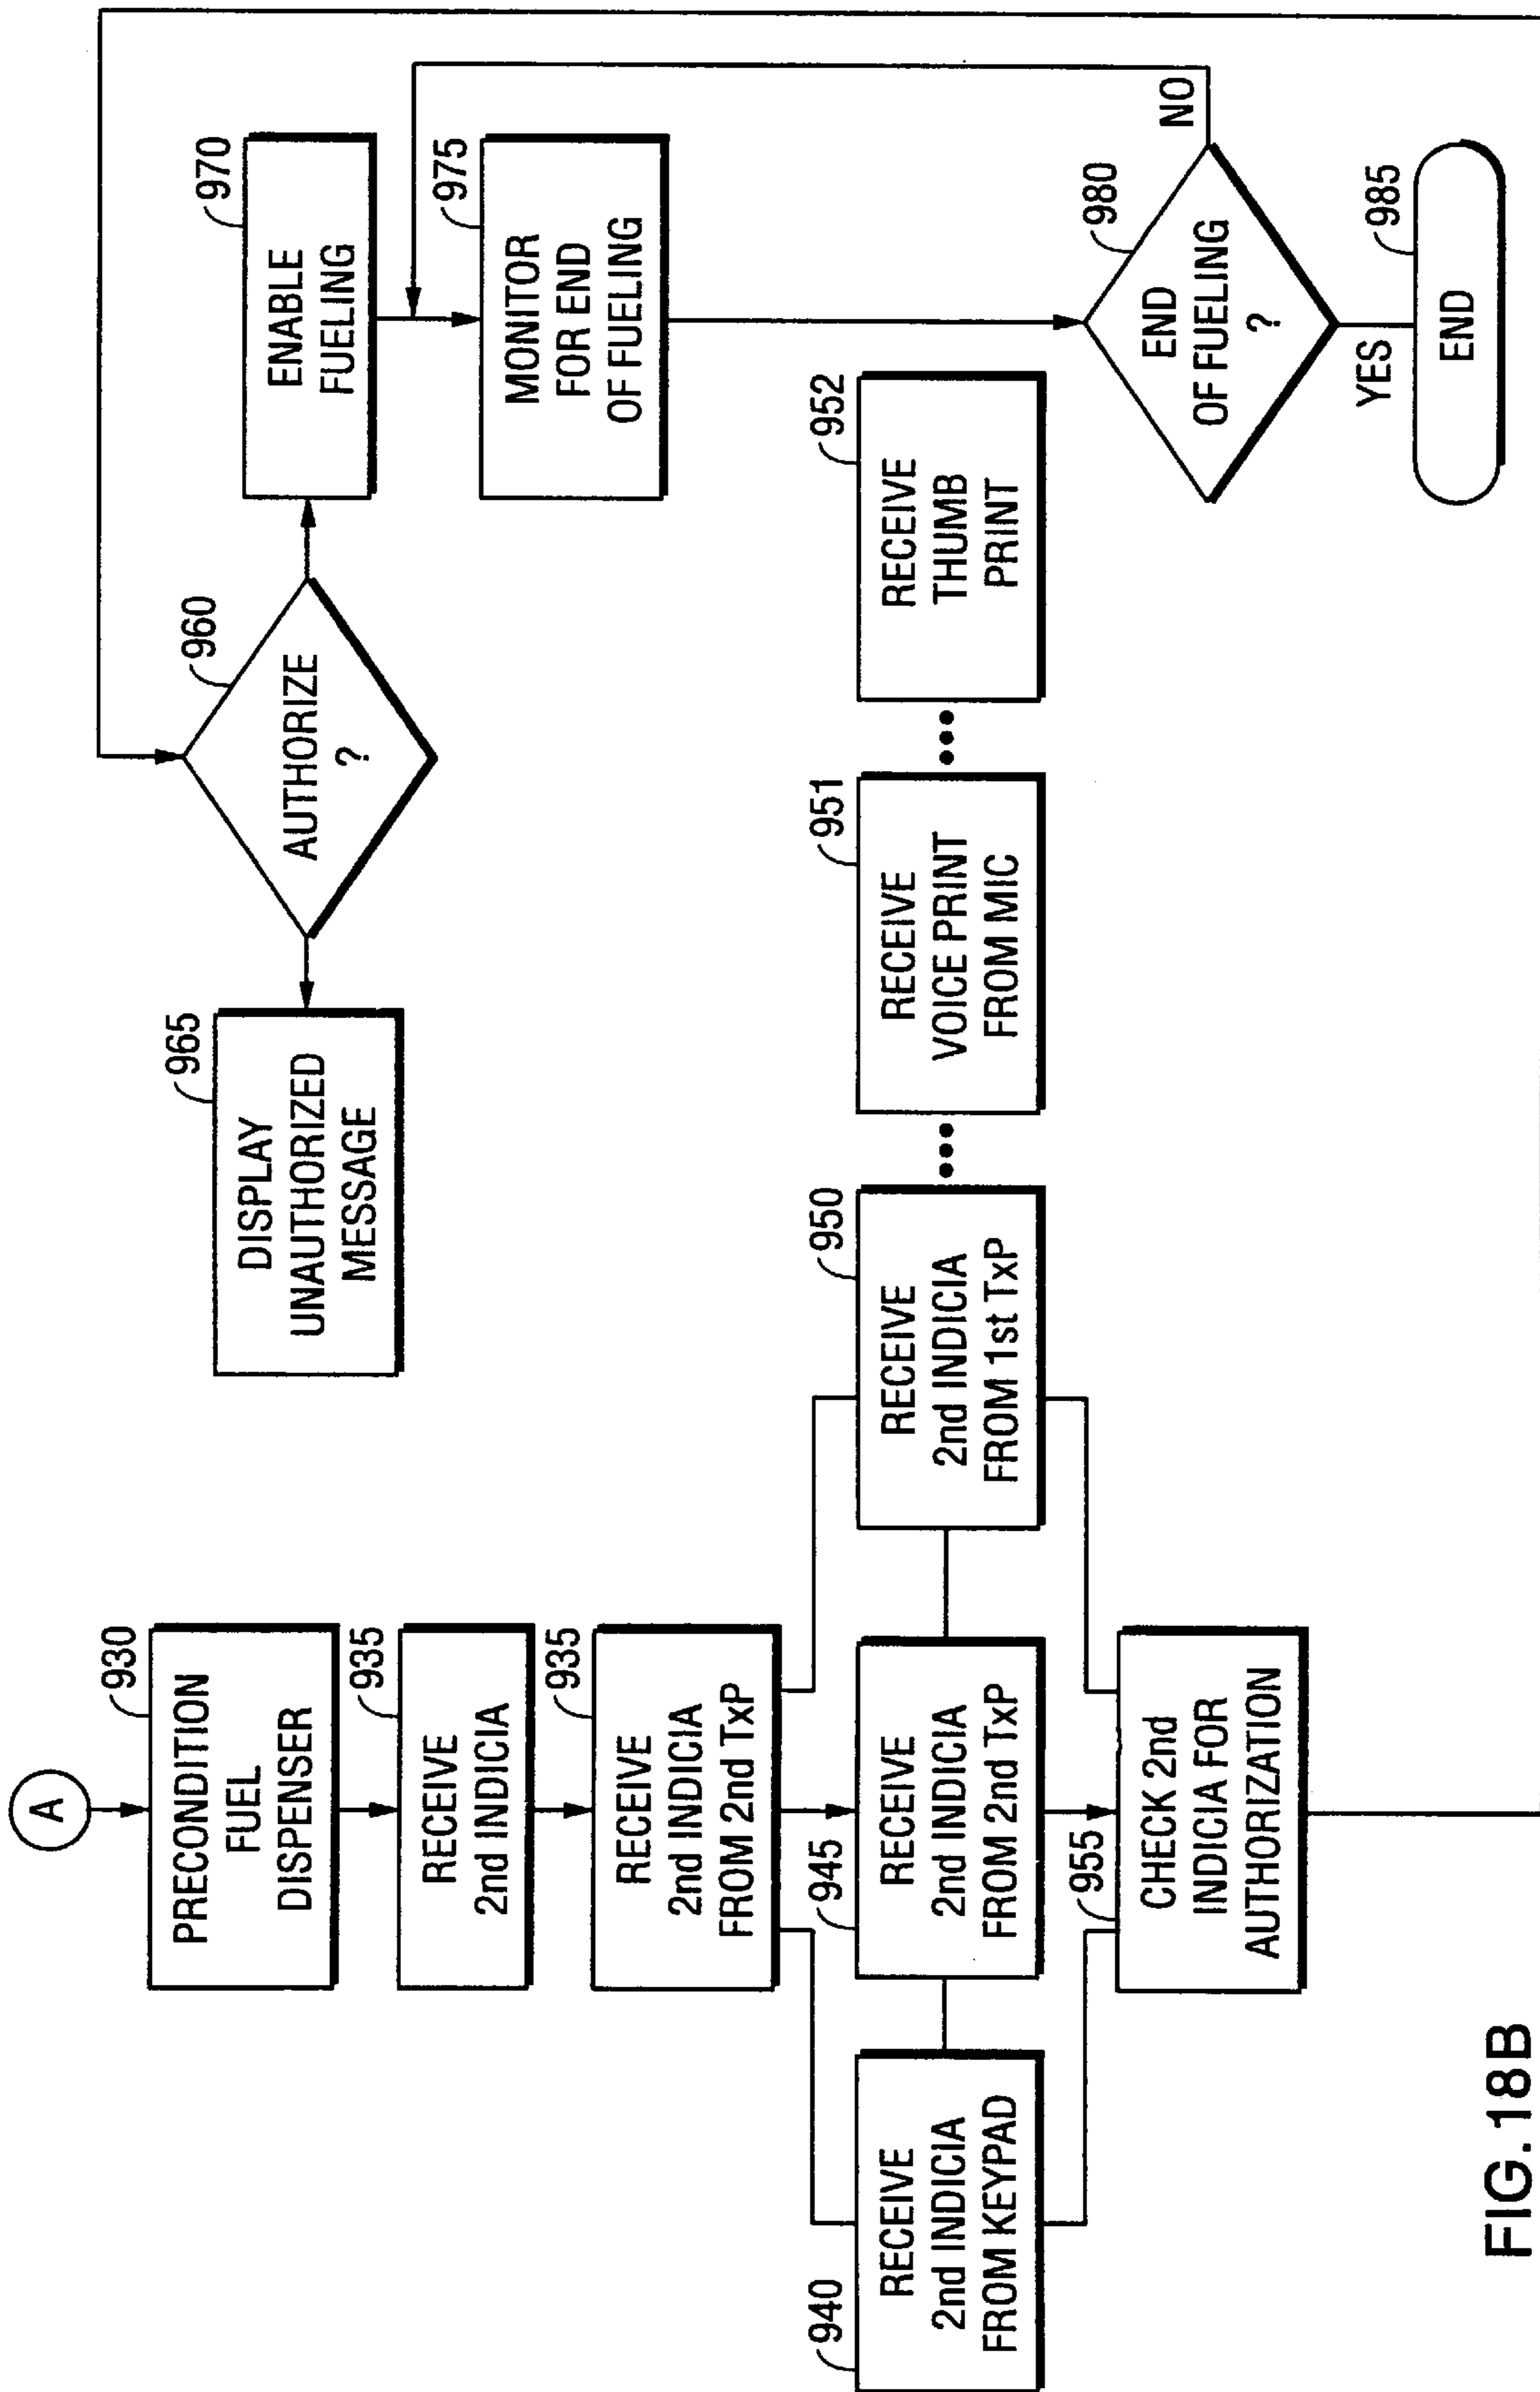 A
930
PRECONDITION
FUEL
DISPENSER
935
RECEIVE
2nd INDICIA
935
RECEIVE
2nd INDICIA
FROM 2nd TxP
940
RECEIVE
2nd INDICIA
FROM KEYPAD
945
RECEIVE
2nd INDICIA
FROM 2nd TxP
950
RECEIVE
2nd INDICIA
FROM 1st TxP
951
RECEIVE
VOICE PRINT
FROM MIC
952
RECEIVE
THUMB
PRINT
955
CHECK 2nd
INDICIA FOR
AUTHORIZATION
960
AUTHORIZE
?
965
DISPLAY
UNAUTHORIZED
MESSAGE
970
ENABLE
FUELING
975
MONITOR
FOR END
OF FUELING
980
END
OF FUELING
?
NO
YES
985
END
FIG. 18B